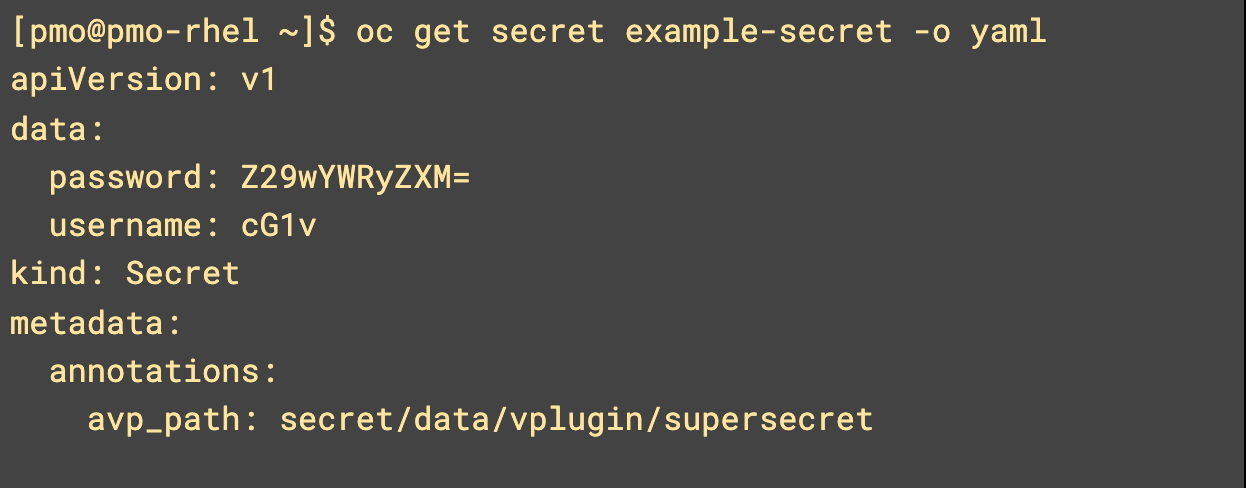 [pmo@pmo-rhel ~]$ oc get secret example-secret -o yaml
apiVersion: v1
data:
  password: Z29wYWRyZXM=
  username: cG1v
kind: Secret
metadata:
  annotations:
    avp_path: secret/data/vplugin/supersecret